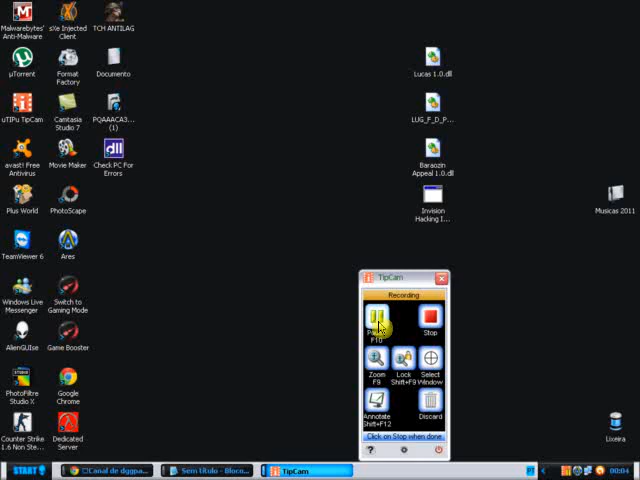 Malwarebytes'
Anti-Malware
sXe Injected
Client
TCH ANTILAG
µTorrent
Format
Factory
Documento
uTIPu TipCam
Camtasia
Studio 7
PQAAACA3...
(1)
avast! Free
Antivirus
Movie Maker
Check PC For
Errors
Plus World
PhotoScape
TeamViewer 6
Ares
Windows Live
Messenger
Switch to
Gaming Mode
AlienGUIse
Game Booster
PhotoFiltre
Studio X
Google
Chrome
Counter Strike
1.6 Non Ste...
Dedicated
Server
Lucas 1.0.dll
LUG_F_D_P...
Baraozin
Appeal 1.0.dll
Invision
Hacking I...
Musicas 2011
Lixeira
dll
TipCam
Recording
Pause
F10
Stop
Zoom
F9
Lock
Shift+F9
Select
Window
Annotate
Shift+F12
Discard
Click on Stop when done
START
Canal de dggpa...
Sem título - Bloco...
TipCam
PT
00:04